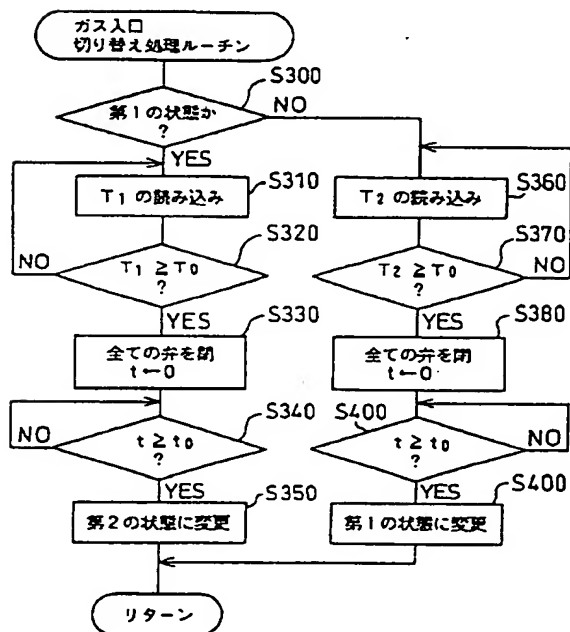 ガス入口
切り替え処理ルーチン
S300
第1の状態か
?
NO
YES
T1 の読み込み
S310
T2 の読み込み
S360
S320
T1 ≧ T0
?
NO
S370
T2 ≧ T0
?
NO
YES
S330
全ての弁を閉
t←0
YES
S380
全ての弁を閉
t←0
S340
t ≧ t0
?
NO
S400
t ≧ t0
?
NO
YES
S350
第2の状態に変更
YES
S400
第1の状態に変更
リターン